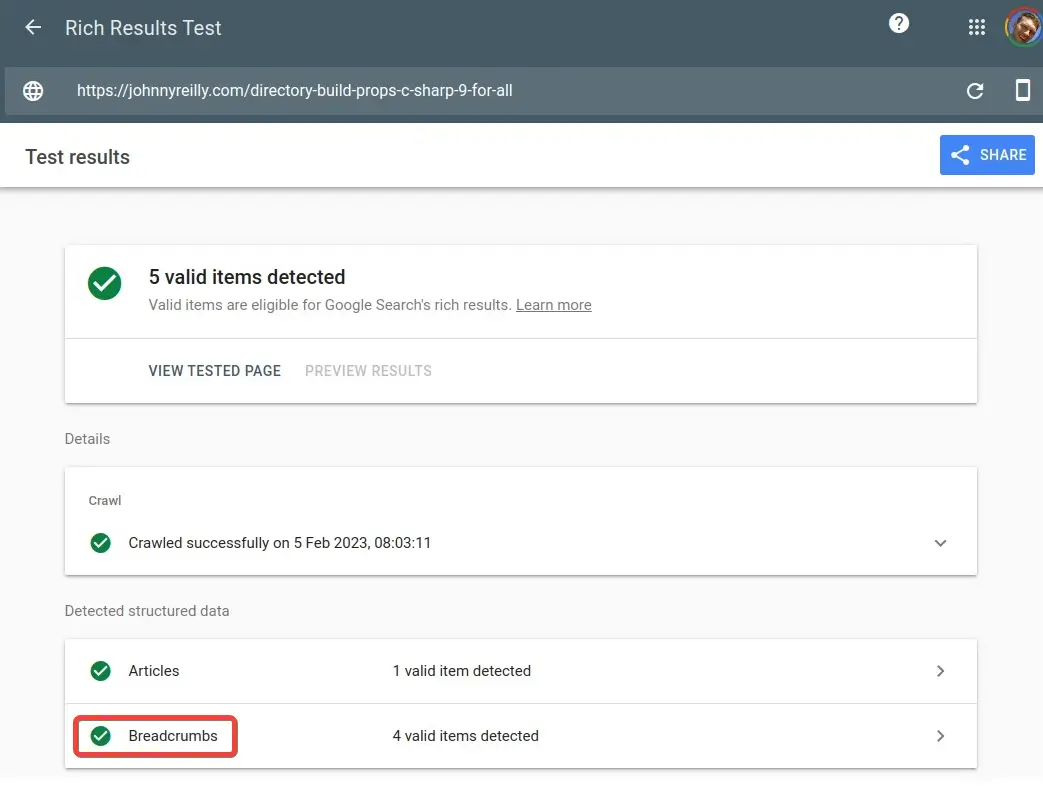 Rich Results Test
?
https://johnnyreilly.com/directory-build-props-c-sharp-9-for-all
Test results
SHARE
5 valid items detected
Valid items are eligible for Google Search's rich results. Learn more
VIEW TESTED PAGE PREVIEW RESULTS
Details
Crawl
Crawled successfully on 5 Feb 2023, 08:03:11
Detected structured data
Articles 1 valid item detected
Breadcrumbs 4 valid items detected